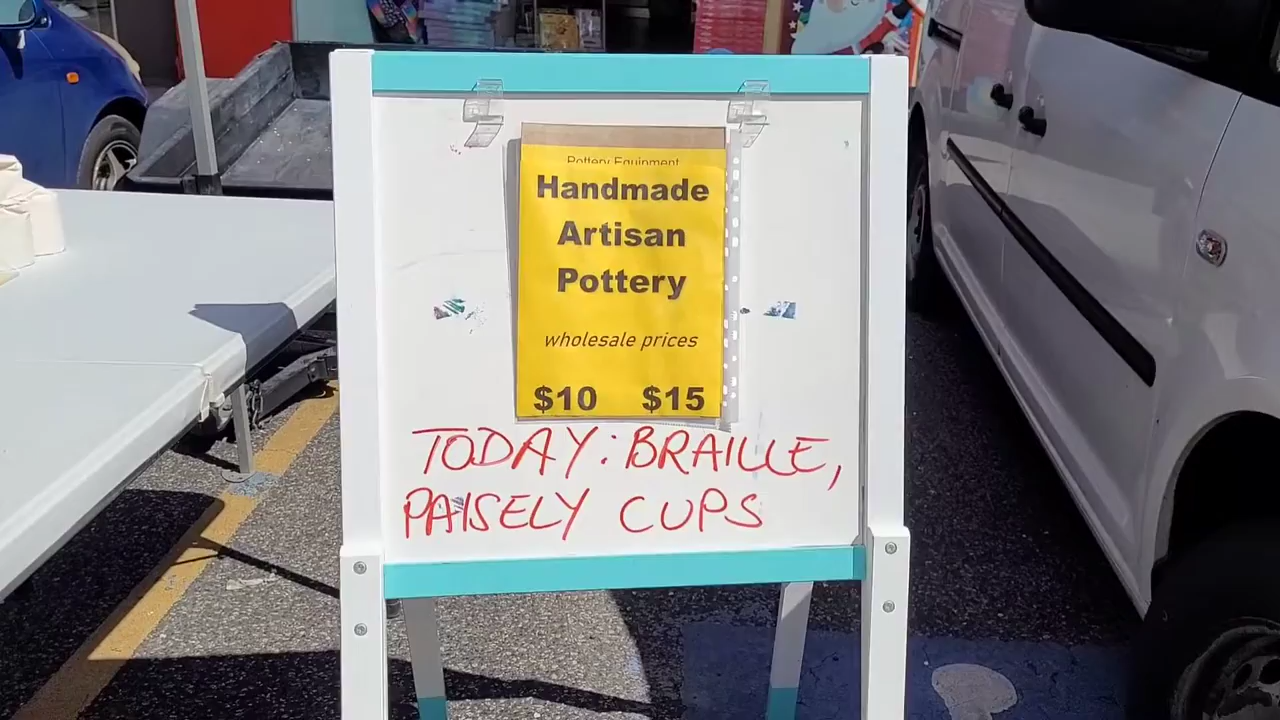 Pottery Equipment
Handmade
Artisan
Pottery
wholesale prices
$10 $15
TODAY: BRAILLE,
PAISELY CUPS